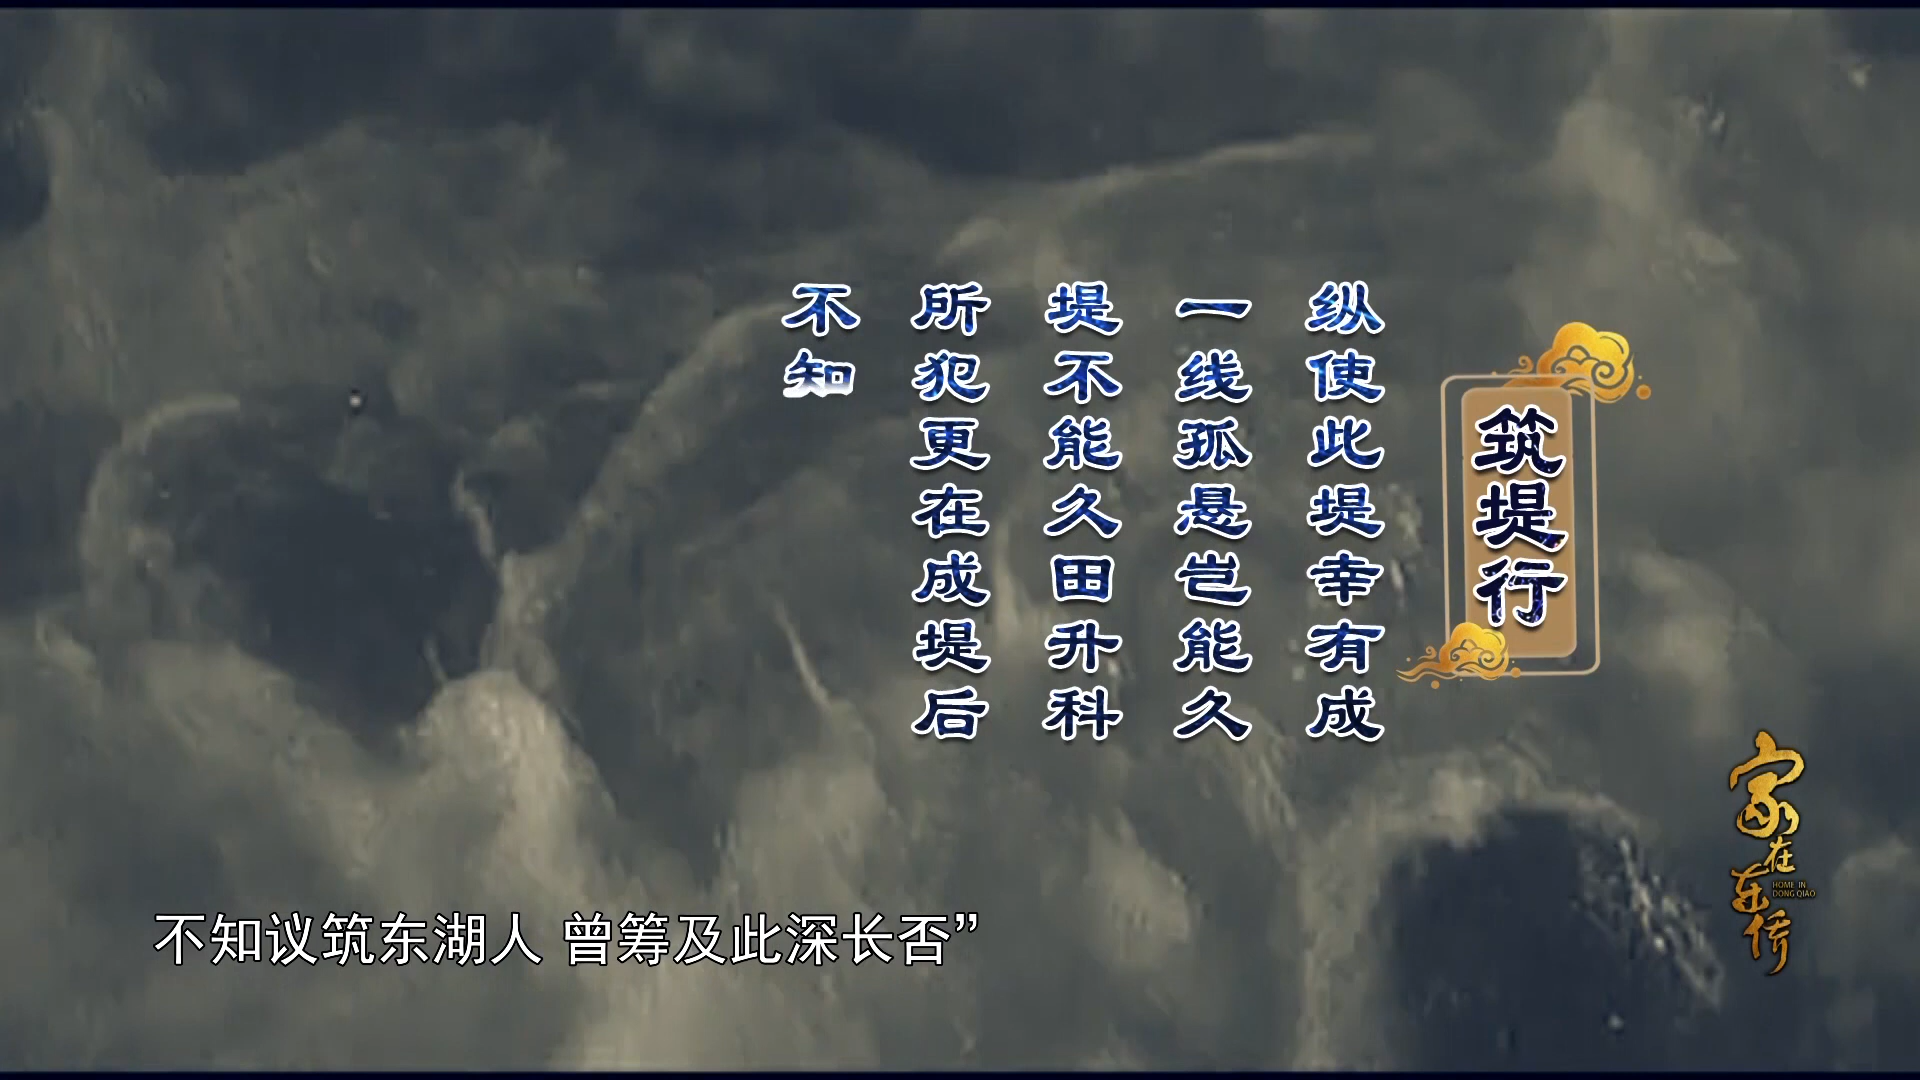 筑堤行
纵使此堤幸有成
一线孤悬岂能久
堤不能久田升科
所犯更在成堤后
不知
家在东侨
HOME IN
DONG QIAO
不知议筑东湖人 曾筹及此深长否”